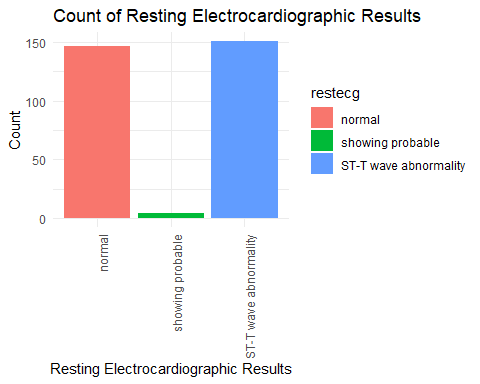 Count of Resting Electrocardiographic Results
150
100
50
0
Count
normal
showing probable
ST-T wave abnormality
Resting Electrocardiographic Results
restecg
normal
showing probable
ST-T wave abnormality